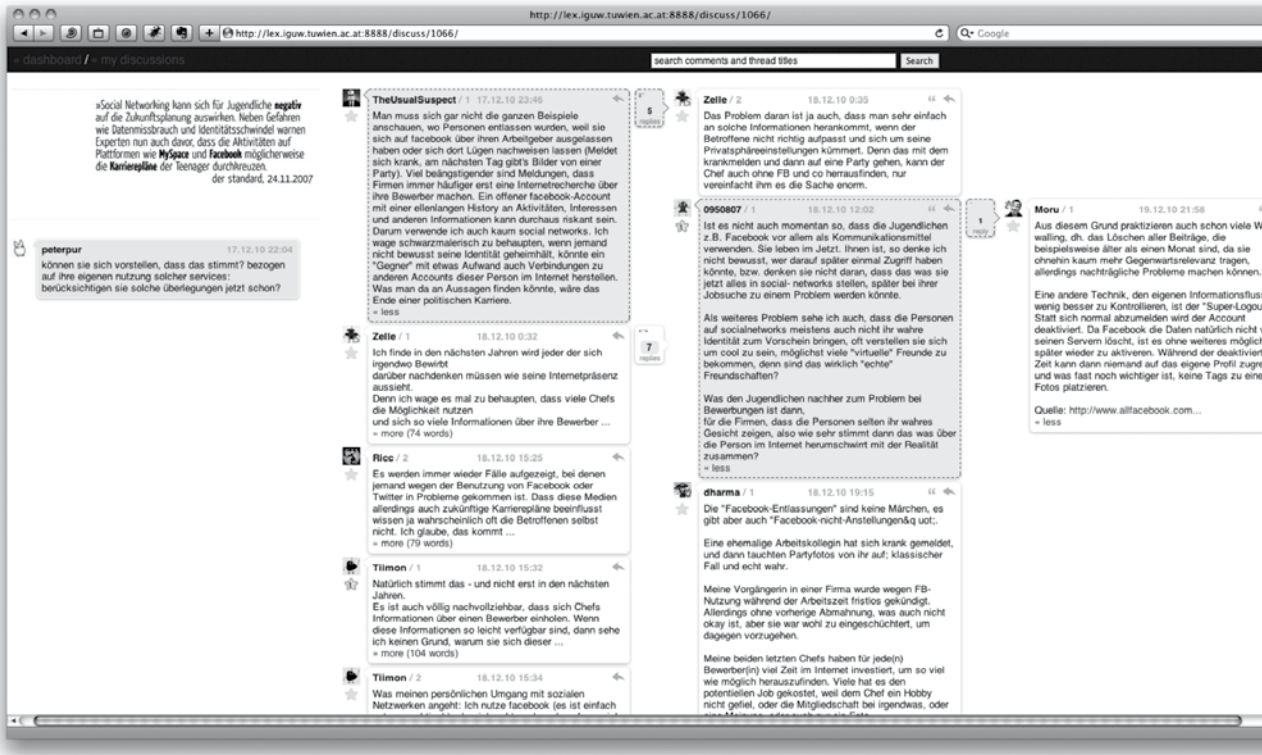 http://lex.iguw.tuwien.ac.at:8888/discuss/1066/
http://lex.iguw.tuwien.ac.at:8888/discuss/1066/
Google
« dashboard / « my discussions
search comments and thread titles
Search
»Social Networking kann sich für Jugendliche negativ
auf die Zukunftsplanung auswirken. Neben Gefahren
wie Datenmissbrauch und Identitätsschwindel warnen
Experten nun auch davor, dass die Aktivitäten auf
Plattformen wie MySpace und Facebook möglicherweise
die Karrierepläne der Teenager durchkreuzen.
der standard, 24.11.2007
peterpur 17.12.10 22:04
können sie sich vorstellen, dass das stimmt? bezogen
auf ihre eigenen nutzung solcher services:
berücksichtigen sie solche überlegungen jetzt schon?
TheUsualSuspect / 1 17.12.10 23:46
Man muss sich gar nicht die ganzen Beispiele
anschauen, wo Personen entlassen wurden, weil sie
sich auf facebook über ihren Arbeitgeber ausgelassen
haben oder sich dort Lügen nachweisen lassen (Meldet
sich krank, am nächsten Tag gibt's Bilder von einer
Party). Viel beängstigender sind Meldungen, dass
Firmen immer häufiger erst eine Internetrecherche über
ihre Bewerber machen. Ein offener facebook-Account
mit einer ellenlangen History an Aktivitäten, Interessen
und anderen Informationen kann durchaus riskant sein.
Darum verwende ich auch kaum social networks. Ich
wage schwarzmalerisch zu behaupten, wenn jemand
nicht bewusst seine Identität geheimhält, könnte ein
"Gegner" mit etwas Aufwand auch Verbindungen zu
anderen Accounts dieser Person im Internet herstellen.
Was man da an Aussagen finden könnte, wäre das
Ende einer politischen Karriere.
« less
5
replies
Zelle / 1 18.12.10 0:32
Ich finde in den nächsten Jahren wird jeder der sich
irgendwo Bewirbt
darüber nachdenken müssen wie seine Internetpräsenz
aussieht.
Denn ich wage es mal zu behaupten, dass viele Chefs
die Möglichkeit nutzen
und sich so viele Informationen über ihre Bewerber ...
» more (74 words)
7
replies
Ricc / 2 18.12.10 15:25
Es werden immer wieder Fälle aufgezeigt, bei denen
jemand wegen der Benutzung von Facebook oder
Twitter in Probleme gekommen ist. Dass diese Medien
allerdings auch zukünftige Karrierepläne beeinflusst
wissen ja wahrscheinlich oft die Betroffenen selbst
nicht. Ich glaube, das kommt ...
» more (79 words)
Tiimon / 1 18.12.10 15:32
Natürlich stimmt das - und nicht erst in den nächsten
Jahren.
Es ist auch völlig nachvollziehbar, dass sich Chefs
Informationen über einen Bewerber einholen. Wenn
diese Informationen so leicht verfügbar sind, dann sehe
ich keinen Grund, warum sie sich dieser ...
» more (104 words)
Tiimon / 2 18.12.10 15:34
Was meinen persönlichen Umgang mit sozialen
Netzwerken angeht: Ich nutze facebook (es ist einfach
Zelle / 2 18.12.10 0:35
Das Problem daran ist ja auch, dass man sehr einfach
an solche Informationen herankommt, wenn der
Betroffene nicht richtig aufpasst und sich um seine
Privatsphäreeinstellungen kümmert. Denn das mit dem
krankmelden und dann auf eine Party gehen, kann der
Chef auch ohne FB und co herrausfinden, nur
vereinfacht ihm es die Sache enorm.
0950807 / 1 18.12.10 12:02
Ist es nicht auch momentan so, dass die Jugendlichen
z.B. Facebook vor allem als Kommunikationsmittel
verwenden. Sie leben im Jetzt. Ihnen ist, so denke ich
nicht bewusst, wer darauf später einmal Zugriff haben
könnte, bzw. denken sie nicht daran, dass das was sie
jetzt alles in social- networks stellen, später bei ihrer
Jobsuche zu einem Problem werden könnte.
Als weiteres Problem sehe ich auch, dass die Personen
auf socialnetworks meistens auch nicht ihr wahre
Identität zum Vorschein bringen, oft verstellen sie sich
um cool zu sein, möglichst viele "virtuelle" Freunde zu
bekommen, denn sind das wirklich "echte"
Freundschaften?
Was den Jugendlichen nachher zum Problem bei
Bewerbungen ist dann,
für die Firmen, dass die Personen selten ihr wahres
Gesicht zeigen, also wie sehr stimmt dann das was über
die Person im Internet herumschwirrt mit der Realität
zusammen?
« less
1
reply
dharma / 1 18.12.10 19:15
Die "Facebook-Entlassungen" sind keine Märchen, es
gibt aber auch "Facebook-nicht-Anstellungen&q uot;.
Eine ehemalige Arbeitskollegin hat sich krank gemeldet,
und dann tauchten Partyfotos von ihr auf; klassischer
Fall und echt wahr.
Meine Vorgängerin in einer Firma wurde wegen FB-
Nutzung während der Arbeitszeit fristlos gekündigt.
Allerdings ohne vorherige Abmahnung, was auch nicht
okay ist, aber sie war wohl zu eingeschüchtert, um
dagegen vorzugehen.
Meine beiden letzten Chefs haben für jede(n)
Bewerber(in) viel Zeit im Internet investiert, um so viel
wie möglich herauszufinden. Viele hat es den
potentiellen Job gekostet, weil dem Chef ein Hobby
nicht gefiel, oder die Mitgliedschaft bei irgendwas, oder
Moru / 1 19.12.10 21:58
Aus diesem Grund praktizieren auch schon viele
walling, dh. das Löschen aller Beiträge, die
beispielsweise älter als einen Monat sind, da sie
ohnehin kaum mehr Gegenwartsrelevanz tragen,
allerdings nachträgliche Probleme machen können.
Eine andere Technik, den eigenen Informationsfluss
wenig besser zu Kontrollieren, ist der "Super-Logou
Statt sich normal abzumelden wird der Account
deaktiviert. Da Facebook die Daten natürlich nicht
seinen Servern löscht, ist es ohne weiteres möglich
später wieder zu aktiveren. Während der deaktiviert
Zeit kann dann niemand auf das eigene Profil zugre
und was fast noch wichtiger ist, keine Tags zu eine
Fotos platzieren.
Quelle: http://www.allfacebook.com...
« less